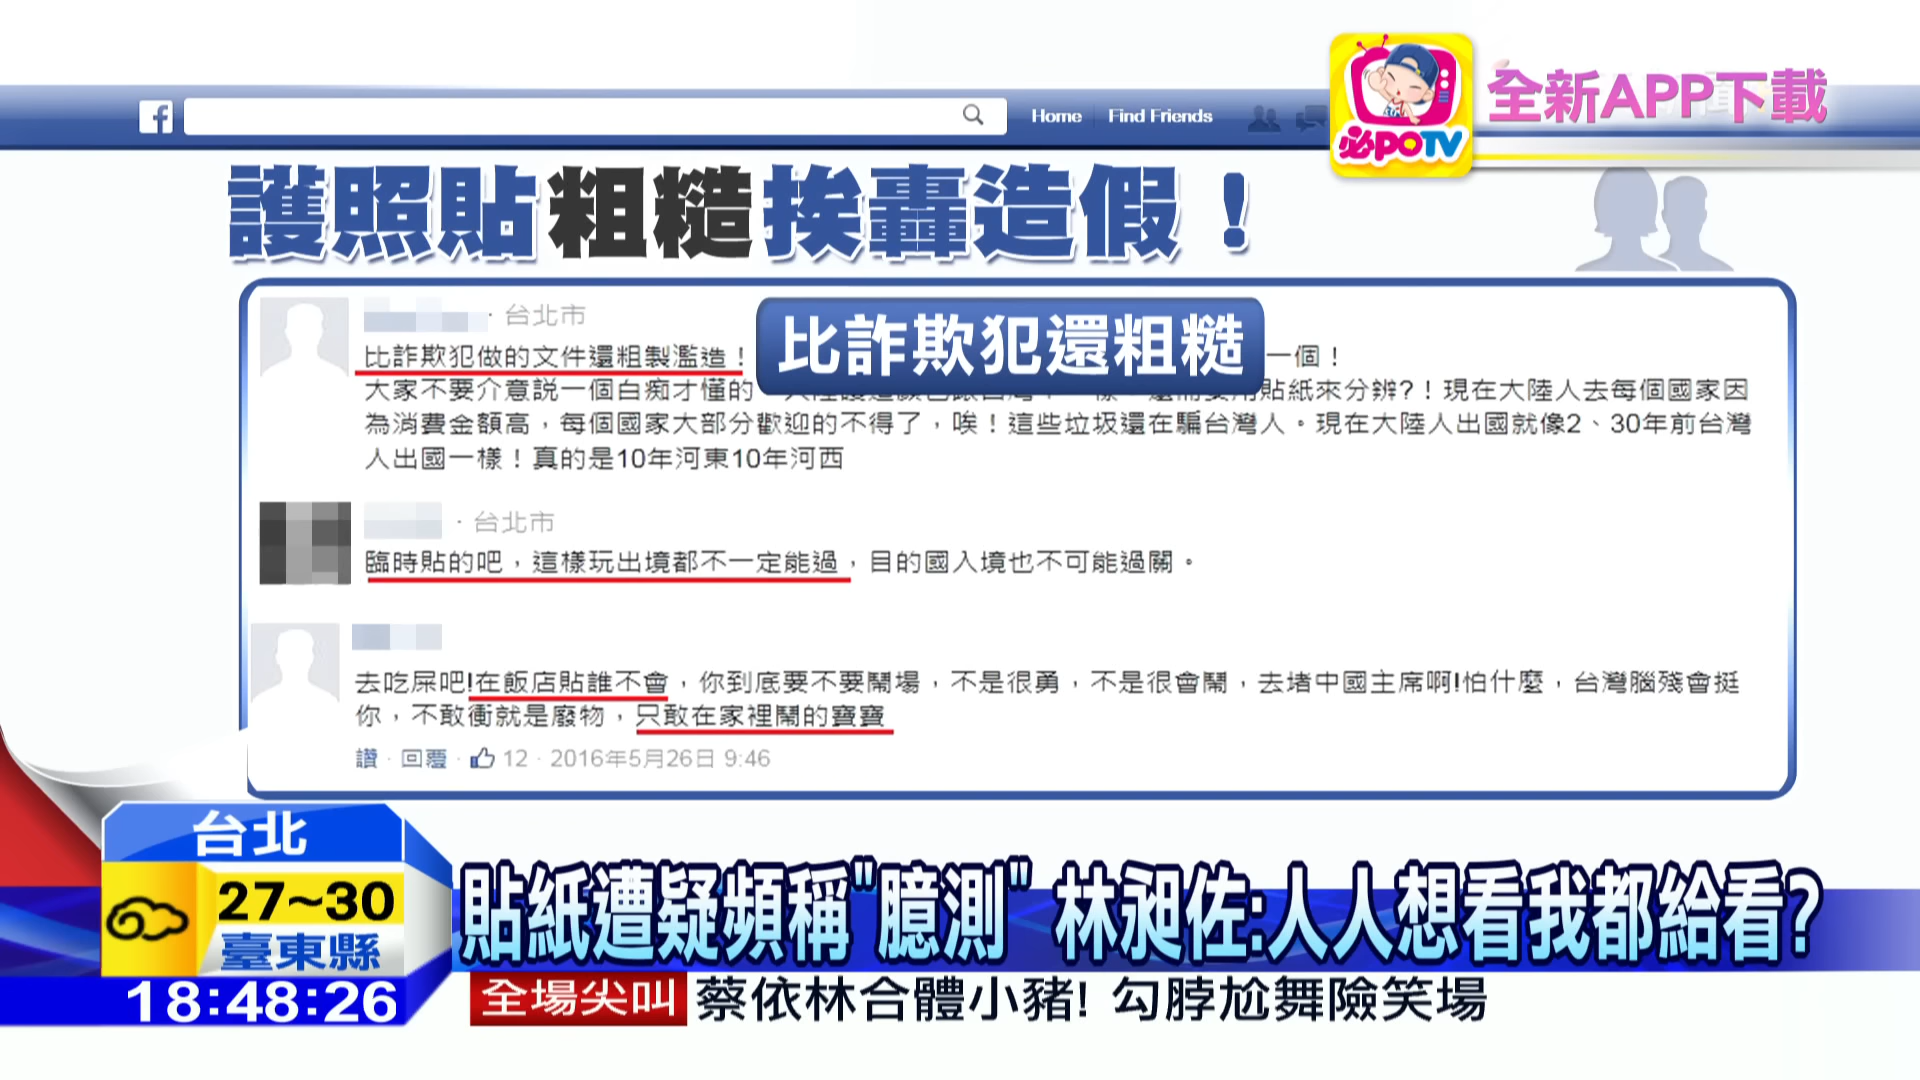 Home Find Friends
必POTV
全新APP下載
護照貼粗糙挨轟造假！
· 台北市
比詐欺犯還粗糙
比詐欺犯做的文件還粗製濫造！ 一個！
大家不要介意説一個白痴才懂的 貼紙來分辨?！現在大陸人去每個國家因
為消費金額高，每個國家大部分歡迎的不得了，唉！這些垃圾還在騙台灣人。現在大陸人出國就像2、30年前台灣
人出國一樣！真的是10年河東10年河西
· 台北市
臨時貼的吧，這樣玩出境都不一定能過，目的國入境也不可能過關。
去吃屎吧!在飯店貼誰不會，你到底要不要鬧場，不是很勇，不是很會鬧，去堵中國主席啊!怕什麼，台灣腦殘會挺
你，不敢衝就是廢物，只敢在家裡鬧的寶寶
讚 · 回覆 · 12 · 2016年5月26日 9:46
台北
27~30
臺東縣
18:48:26
貼紙遭疑頻稱"臆測" 林昶佐:人人想看我都給看?
全場尖叫 蔡依林合體小豬! 勾脖尬舞險笑場